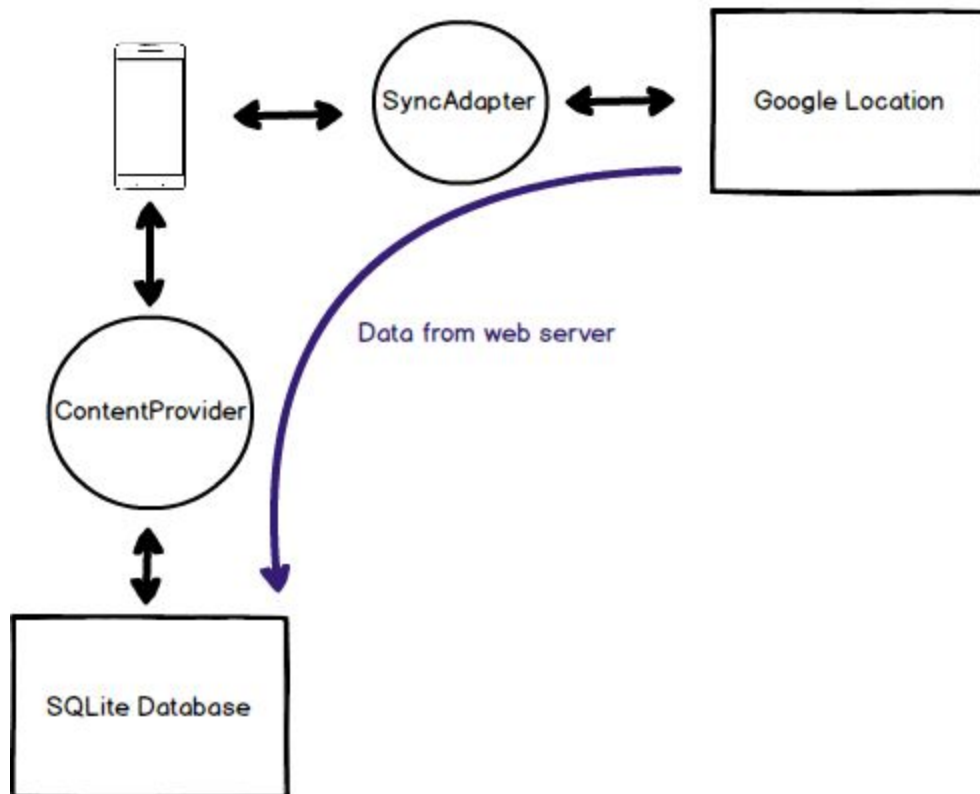 SyncAdapter
Google Location
Data from web server
ContentProvider
SQLite Database